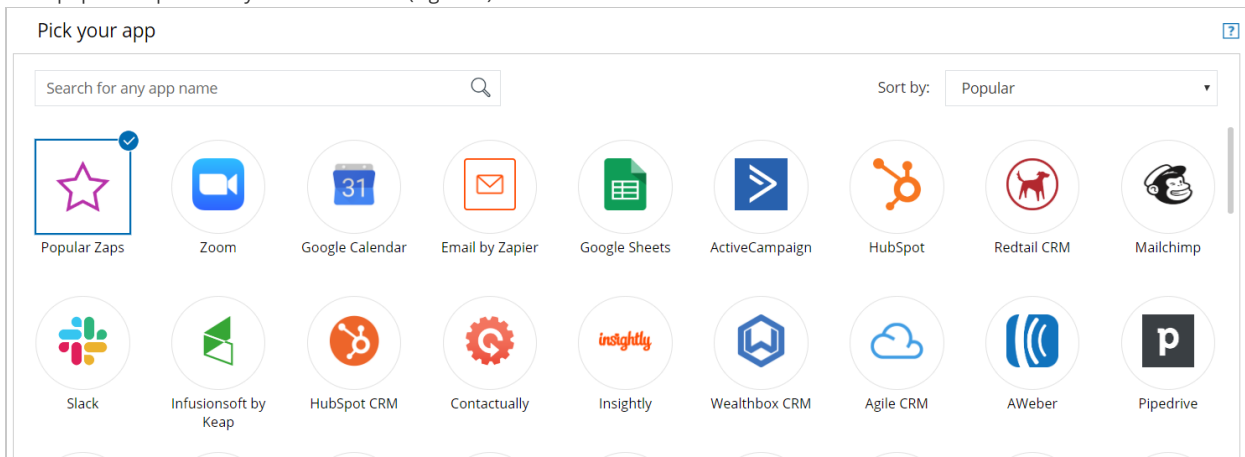 Pick your app
?
Search for any app name
Sort by: Popular
31
insightly
p
Popular Zaps Zoom Google Calendar Email by Zapier Google Sheets ActiveCampaign HubSpot Redtail CRM Mailchimp
Slack Infusionsoft by HubSpot CRM Contactually Insightly Wealthbox CRM Agile CRM AWeber Pipedrive
Keap